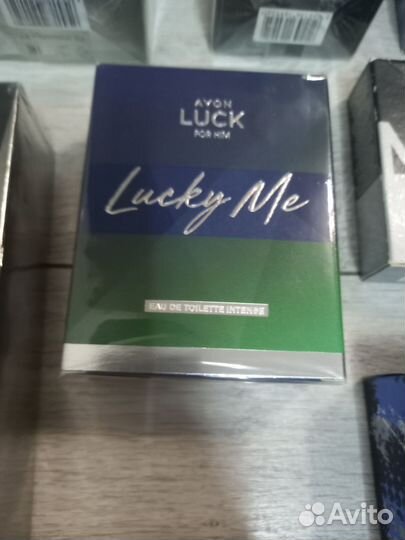 AVON
LUCK
FOR HIM
Lucky Me
EAU DE TOILETTE INTENSE
Avito